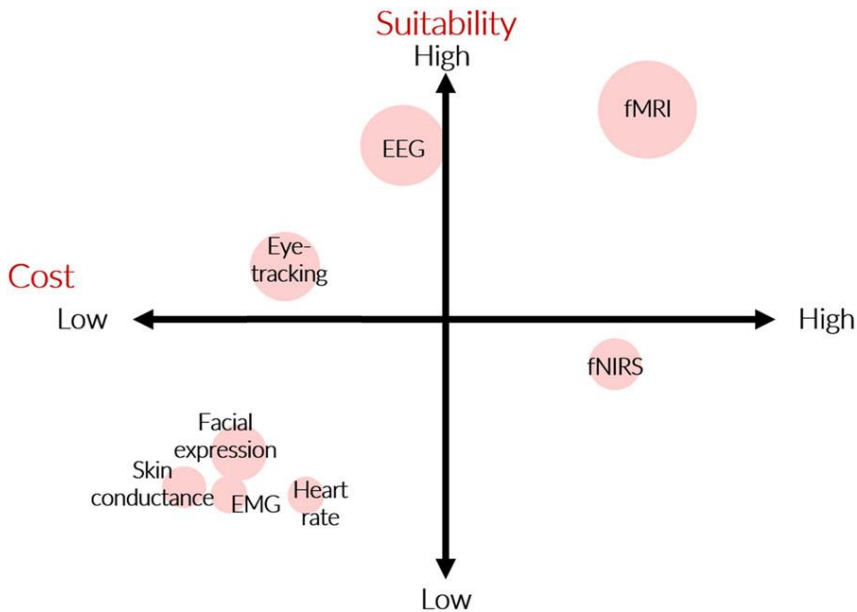 Suitability
High
fMRI
EEG
Eye-
tracking
Cost
Low
High
fNIRS
Facial
expression
Skin
conductance
EMG
Heart
rate
Low